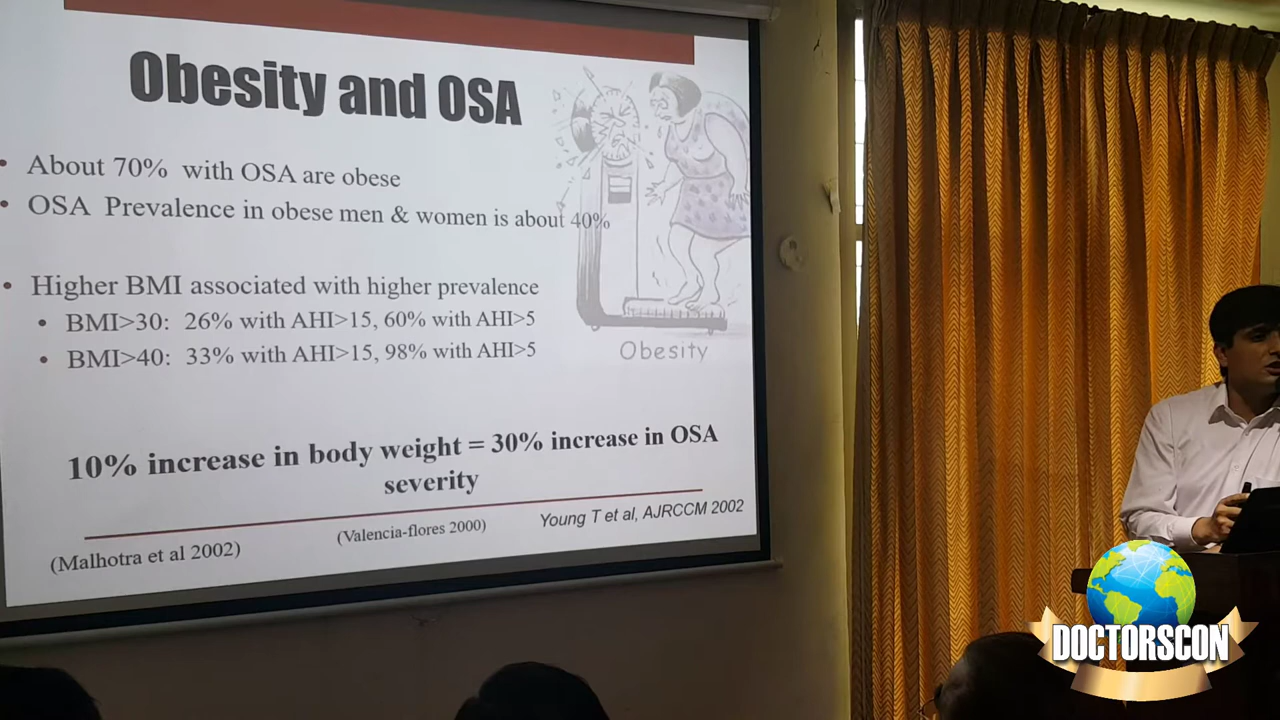 Obesity and OSA
• About 70% with OSA are obese
• OSA Prevalence in obese men & women is about 40%
• Higher BMI associated with higher prevalence
• BMI>30: 26% with AHI>15, 60% with AHI>5
• BMI>40: 33% with AHI>15, 98% with AHI>5
Obesity
10% increase in body weight = 30% increase in OSA
severity
(Malhotra et al 2002)
(Valencia-flores 2000)
Young T et al, AJRCCM 2002
DOCTORSCON